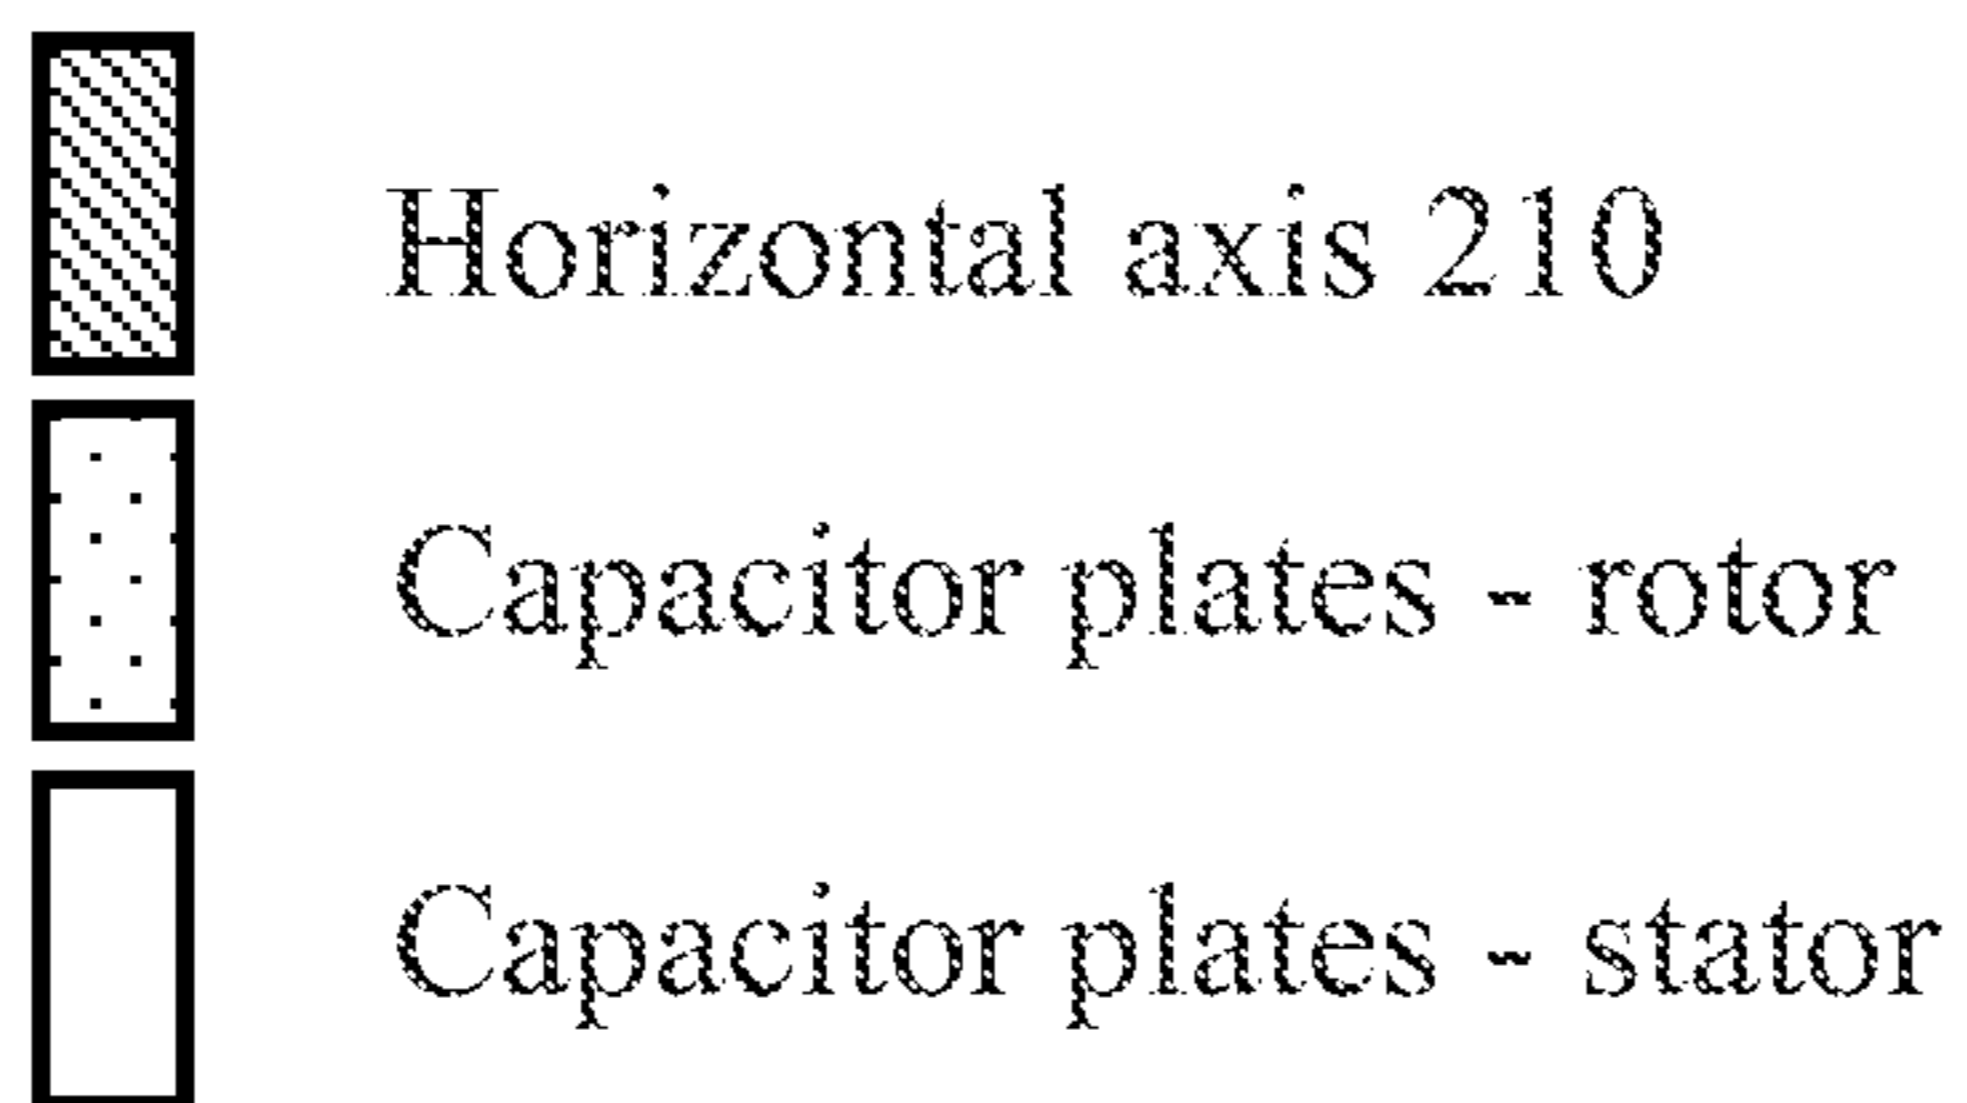 Horizontal axis 210
Capacitor plates - rotor
Capacitor plates - stator